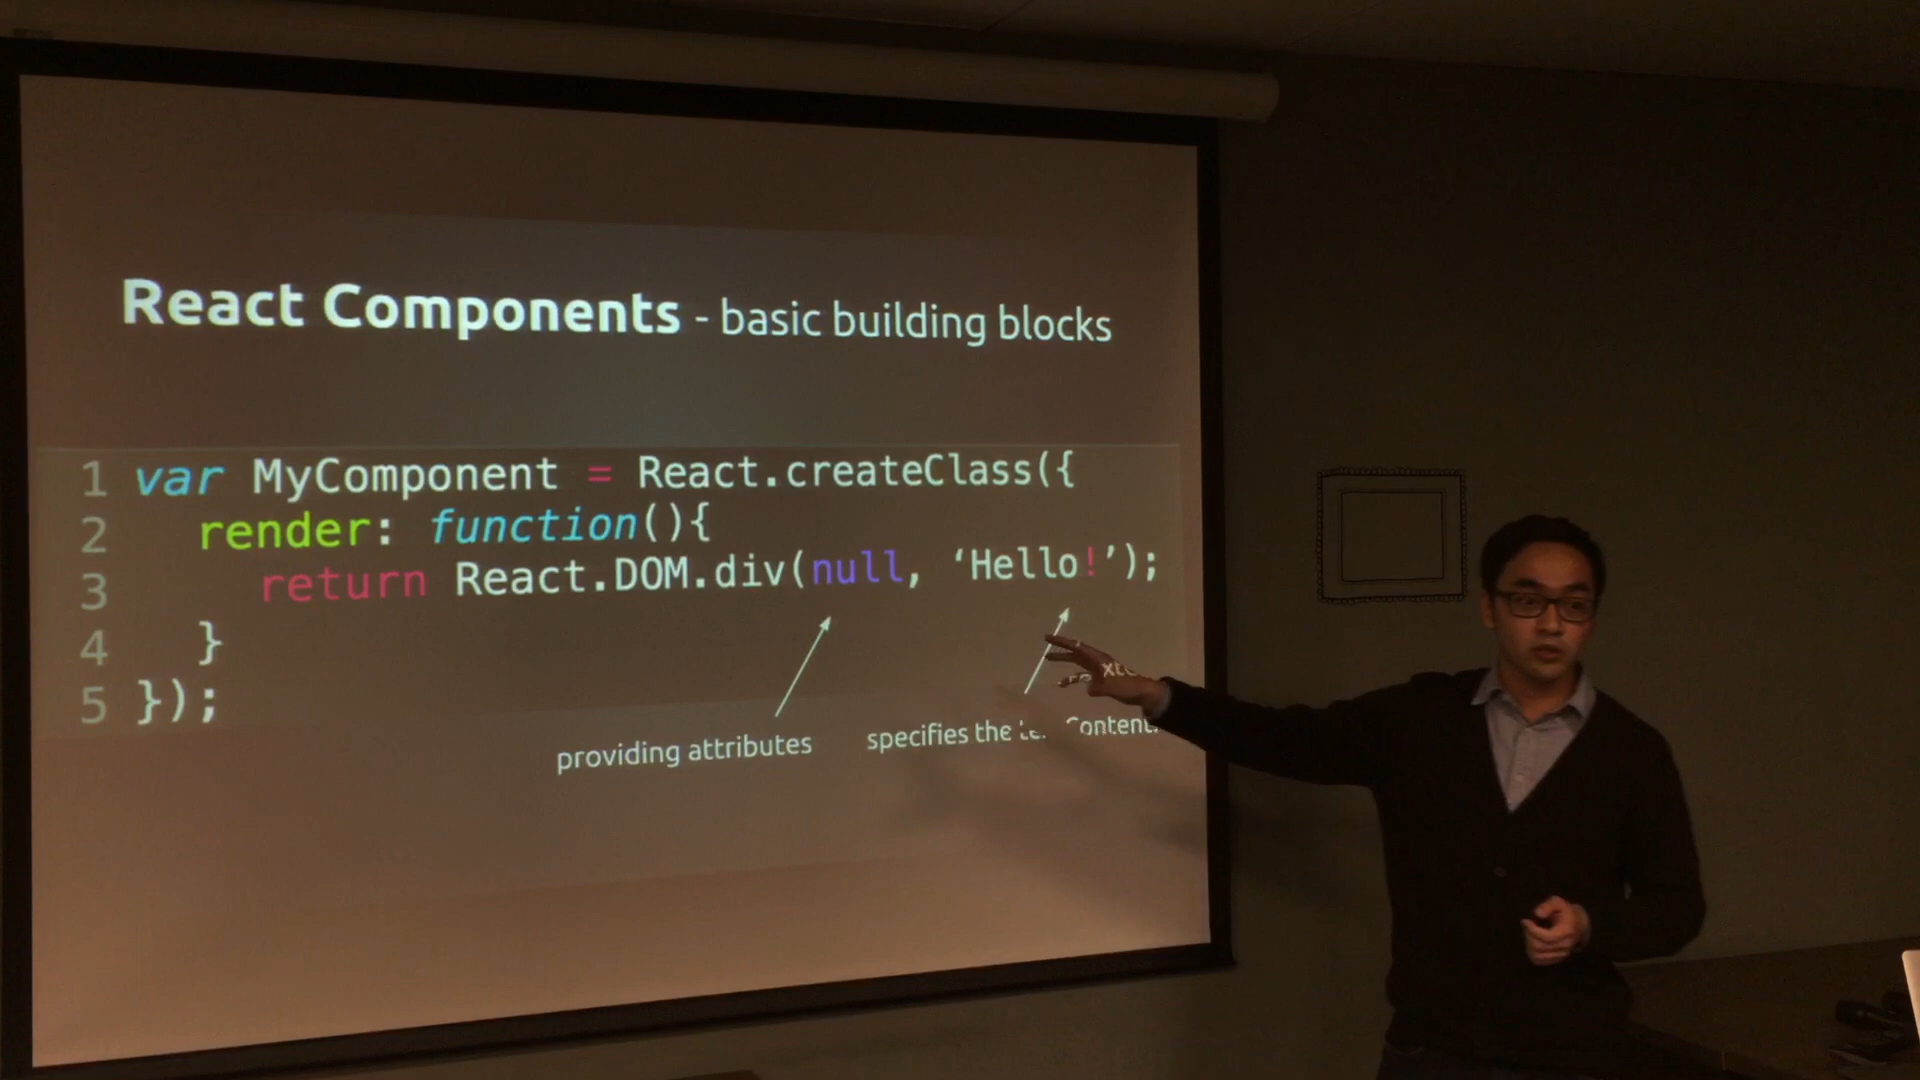 React Components - basic building blocks
1 var MyComponent = React.createClass({
2 render: function(){
3 return React.DOM.div(null, ‘Hello!’);
4 }
5 });
providing attributes
specifies the